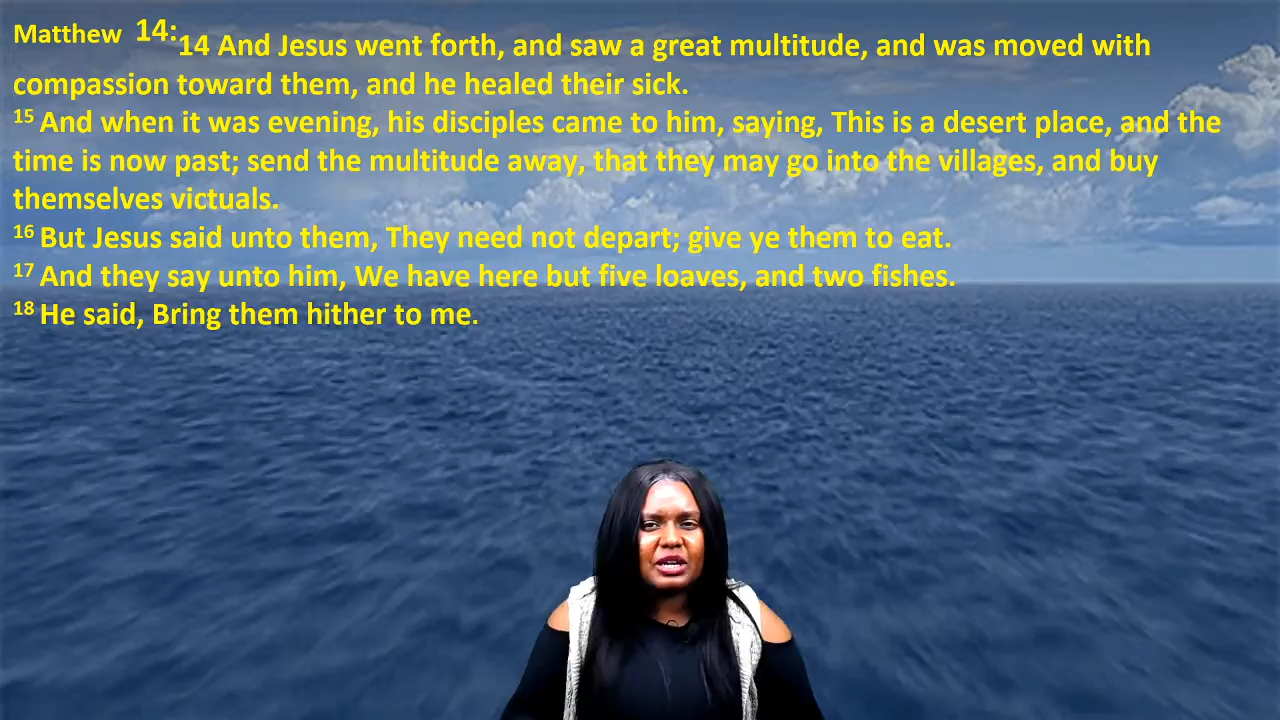 Matthew 14:14 And Jesus went forth, and saw a great multitude, and was moved with
compassion toward them, and he healed their sick.
15 And when it was evening, his disciples came to him, saying, This is a desert place, and the
time is now past; send the multitude away, that they may go into the villages, and buy
themselves victuals.
16 But Jesus said unto them, They need not depart; give ye them to eat.
17 And they say unto him, We have here but five loaves, and two fishes.
18 He said, Bring them hither to me.